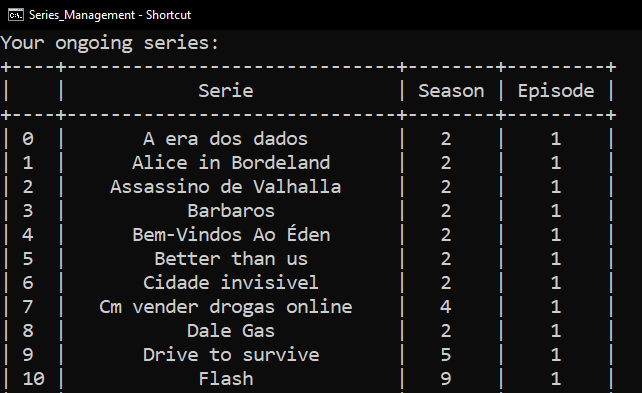 Series_Management - Shortcut
Your ongoing series:
+----+------------------------------+--------+---------+
|    |            Serie             | Season | Episode |
+----+------------------------------+--------+---------+
| 0  |       A era dos dados        |   2    |    1    |
| 1  |      Alice in Bordeland      |   2    |    1    |
| 2  |    Assassino de Valhalla     |   2    |    1    |
| 3  |           Barbaros           |   2    |    1    |
| 4  |      Bem-Vindos Ao Éden      |   2    |    1    |
| 5  |        Better than us        |   2    |    1    |
| 6  |       Cidade invisivel       |   2    |    1    |
| 7  |   Cm vender drogas online    |   4    |    1    |
| 8  |           Dale Gas           |   2    |    1    |
| 9  |       Drive to survive       |   5    |    1    |
| 10 |            Flash             |   9    |    1    |